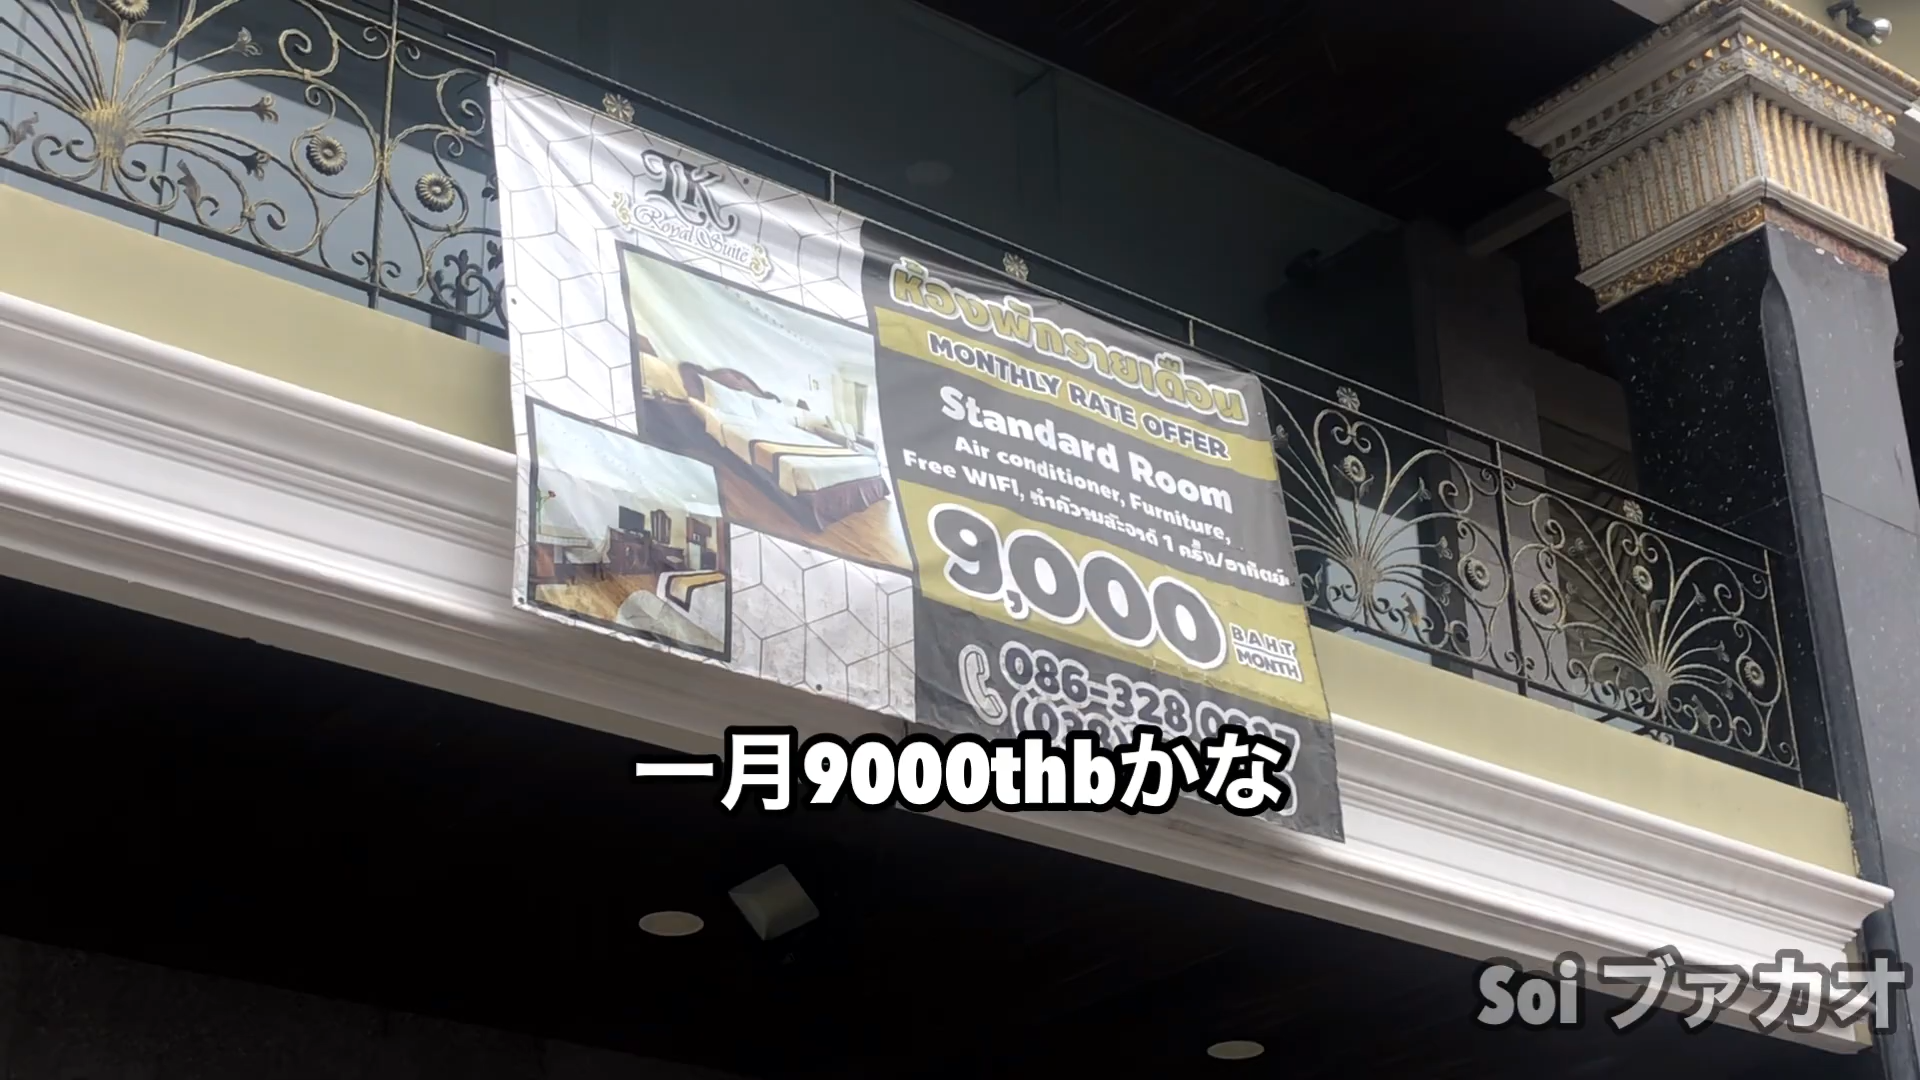 LK
Royal Suite
ห้องพักรายเดือน
MONTHLY RATE OFFER
Standard Room
Air conditioner, Furniture,
Free WIFI, ทำความสะอาด 1 ครั้ง/อาทิตย์
9,000
BAHT
MONTH
086-328
一月9000thbかな
Soi ブァカオ